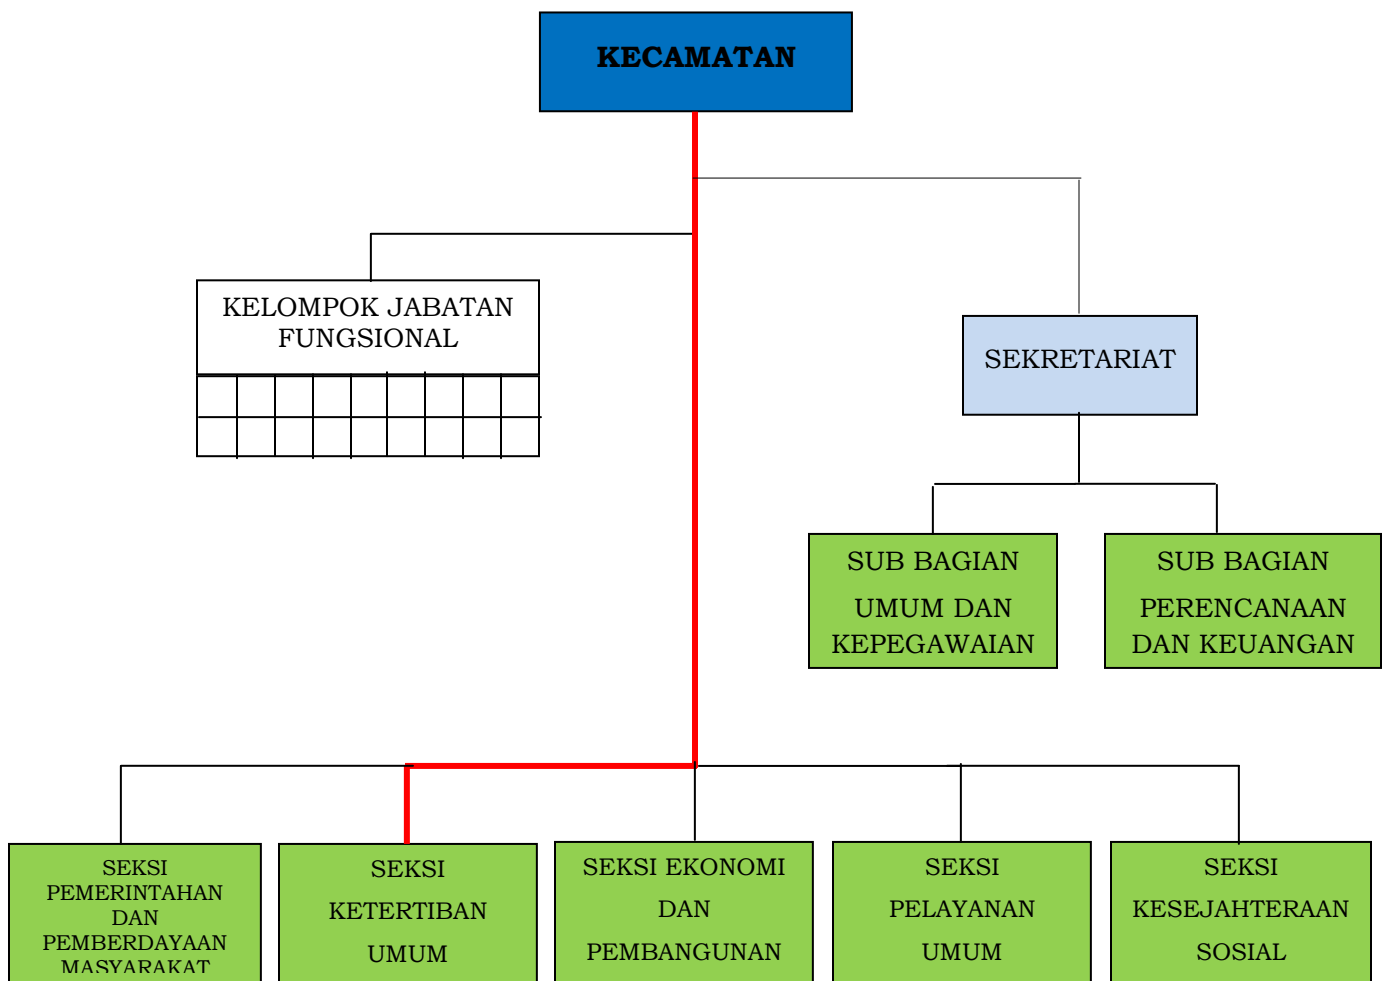 KECAMATAN
KELOMPOK JABATAN
FUNGSIONAL
SEKRETARIAT
SUB BAGIAN
UMUM DAN
KEPEGAWAIAN
SUB BAGIAN
PERENCANAAN
DAN KEUANGAN
SEKSI
PEMERINTAHAN
DAN
PEMBERDAYAAN
MASYARAKAT
SEKSI
KETERTIBAN
UMUM
SEKSI EKONOMI
DAN
PEMBANGUNAN
SEKSI
PELAYANAN
UMUM
SEKSI
KESEJAHTERAAN
SOSIAL